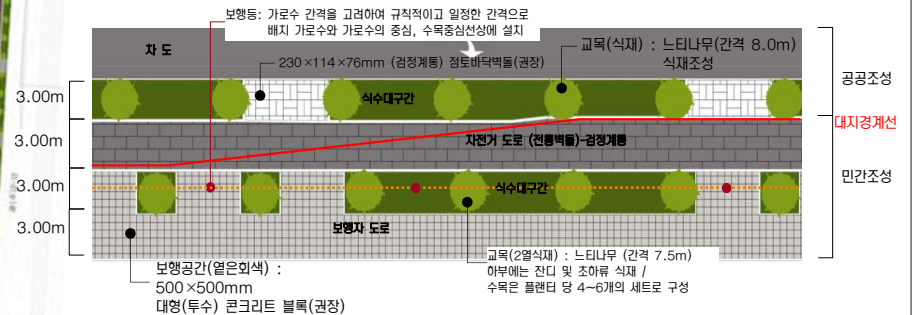 보행등: 가로수 간격을 고려하여 규칙적이고 일정한 간격으로
배치 가로수와 가로수의 중심, 수목중심선상에 설치
차 도
교목(식재) : 느티나무(간격 8.0m)
식재조성
230×114×76mm (검정계통) 점토바닥벽돌(권장)
공공조성
3.00m
식수대구간
대지경계선
3.00m
자전거 도로 (전통벽돌)-검정계통
3.00m
식수대구간
민간조성
3.00m
보행자 도로
교목(2열식재) : 느티나무 (간격 7.5m)
하부에는 잔디 및 초하류 식재 /
수목은 플랜터 당 4~6개의 세트로 구성
보행공간(옅은회색) :
500×500mm
대형(투수) 콘크리트 블록(권장)